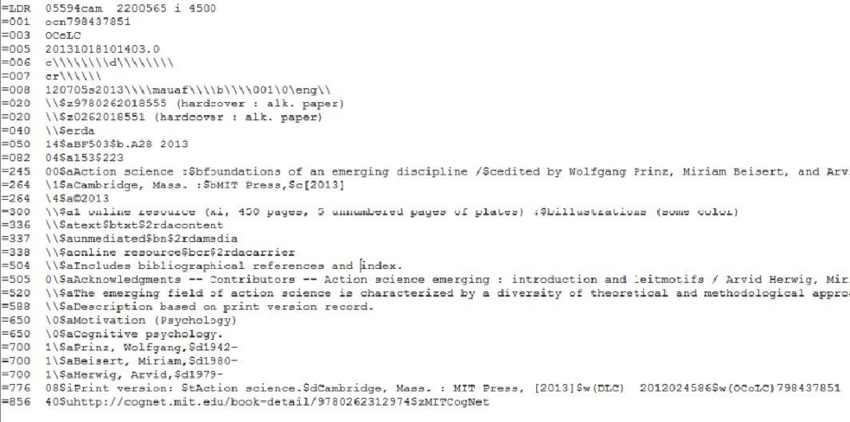 =LDR  05594cam  2200565 i 4500
=001  ocn798437851
=003  OCoLC
=005  20131018101403.0
=006  c\\\\\\\\d\\\\\\\\
=007  cr\\\\\\
=008  120705s2013\\\\mauaf\\\\b\\\\001\0\eng\\
=020  \\$z9780262018555 (hardcover : alk. paper)
=020  \\$z0262018551 (hardcover : alk. paper)
=040  \\$erda
=050  14$aBF503$b.A28 2013
=082  04$a153$223
=245  00$aAction science :$bfoundations of an emerging discipline /$cedited by Wolfgang Prinz, Miriam Beisert, and Arv
=264  \1$aCambridge, Mass. :$bMIT Press,$c[2013]
=264  \4$a©2013
=300  \\$a1 online resource (xi, 450 pages, 5 unnumbered pages of plates) :$billustrations (some color)
=336  \\$atext$btxt$2rdacontent
=337  \\$aunmediated$bn$2rdamedia
=338  \\$aonline resource$bcr$2rdacarrier
=504  \\$aIncludes bibliographical references and index.
=505  0\$aAcknowledgments -- Contributors -- Action science emerging : introduction and leitmotifs / Arvid Herwig, Mir
=520  \\$aThe emerging field of action science is characterized by a diversity of theoretical and methodological appro
=588  \\$aDescription based on print version record.
=650  \0$aMotivation (Psychology)
=650  \0$aCognitive psychology.
=700  1\$aPrinz, Wolfgang,$d1942-
=700  1\$aBeisert, Miriam,$d1980-
=700  1\$aHerwig, Arvid,$d1979-
=776  08$iPrint version: $tAction science.$dCambridge, Mass. : MIT Press, [2013]$w(DLC)  2012024586$w(OCoLC)798437851
=856  40$uhttp://cognet.mit.edu/book-detail/9780262312974$zMITCogNet